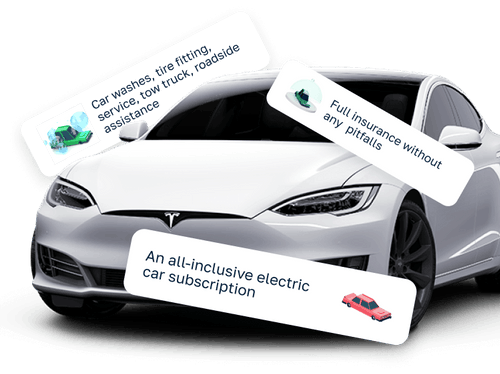 Car washes, tire fitting,
service, tow truck, roadside
assistance
Full insurance without
any pitfalls
An all-inclusive electric
car subscription